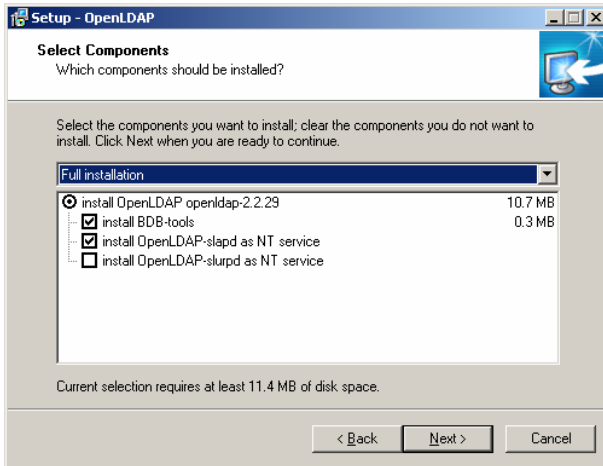 Setup - OpenLDAP
Select Components
Which components should be installed?
Select the components you want to install; clear the components you do not want to
install. Click Next when you are ready to continue.
Full installation
install OpenLDAP openldap-2.2.29 10.7 MB
install BDB-tools 0.3 MB
install OpenLDAP-slapd as NT service
install OpenLDAP-slurpd as NT service
Current selection requires at least 11.4 MB of disk space.
< Back Next > Cancel